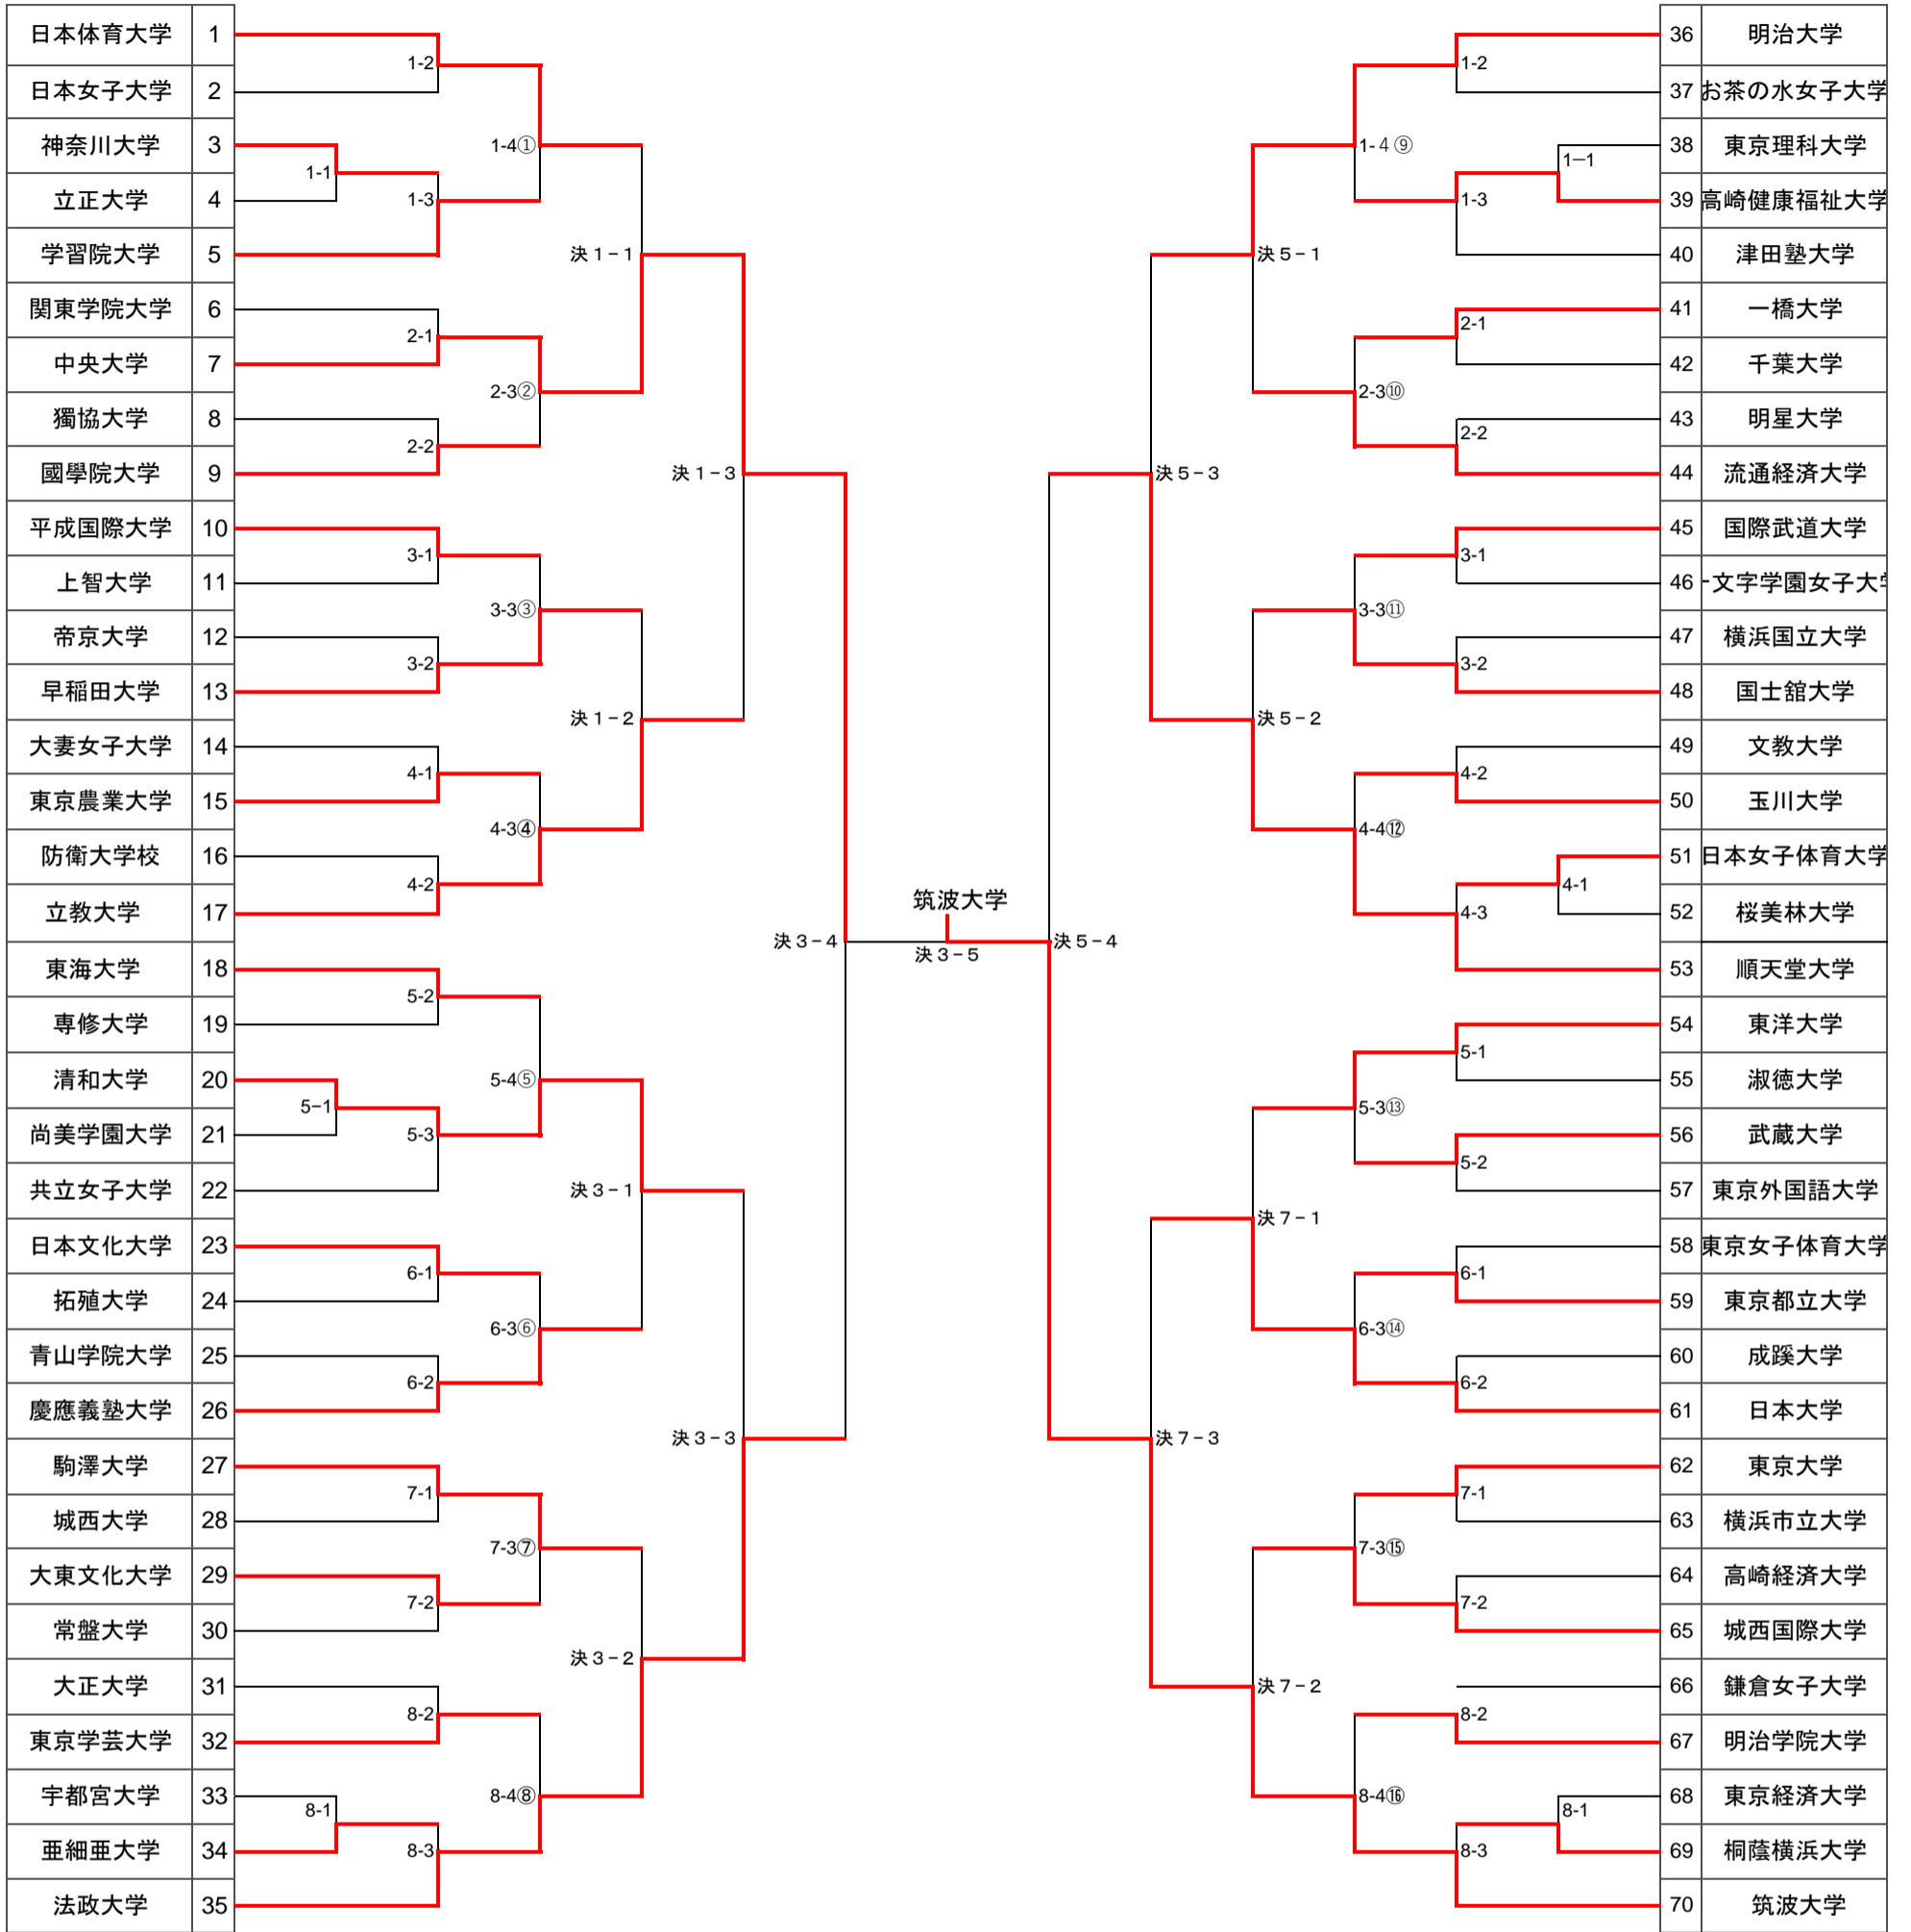 日本体育大学 1
日本女子大学 2
神奈川大学 3
立正大学 4
学習院大学 5
関東学院大学 6
中央大学 7
獨協大学 8
國學院大学 9
平成国際大学 10
上智大学 11
帝京大学 12
早稲田大学 13
大妻女子大学 14
東京農業大学 15
防衛大学校 16
立教大学 17
東海大学 18
専修大学 19
清和大学 20
尚美学園大学 21
共立女子大学 22
日本文化大学 23
拓殖大学 24
青山学院大学 25
慶應義塾大学 26
駒澤大学 27
城西大学 28
大東文化大学 29
常盤大学 30
大正大学 31
東京学芸大学 32
宇都宮大学 33
亜細亜大学 34
法政大学 35
1-1
5−1
8-1
1-2
1-3
2-1
2-2
3-1
3-2
4-1
4-2
5-2
5-3
6-1
6-2
7-1
7-2
8-2
8-3
1-4①
2-3②
3-3③
4-3④
5-4⑤
6-3⑥
7-3⑦
8-4⑧
決１−１
決１−２
決３−１
決３−２
決１−３
決３−３
決３−４
筑波大学
決３−５
決５−４
決５−３
決７−３
決５−１
決５−２
決７−１
決７−２
1-４⑨
2-3⑩
3-3⑪
4-4⑫
5-3⑬
6-3⑭
7-3⑮
8-4⑯
1-2
1-3
2-1
2-2
3-1
3-2
4-2
4-3
5-1
5-2
6-1
6-2
7-1
7-2
8-2
8-3
1−1
4-1
8-1
36 明治大学
37 お茶の水女子大学
38 東京理科大学
39 高崎健康福祉大学
40 津田塾大学
41 一橋大学
42 千葉大学
43 明星大学
44 流通経済大学
45 国際武道大学
46 文字学園女子大
47 横浜国立大学
48 国士舘大学
49 文教大学
50 玉川大学
51 日本女子体育大学
52 桜美林大学
53 順天堂大学
54 東洋大学
55 淑徳大学
56 武蔵大学
57 東京外国語大学
58 東京女子体育大学
59 東京都立大学
60 成蹊大学
61 日本大学
62 東京大学
63 横浜市立大学
64 高崎経済大学
65 城西国際大学
66 鎌倉女子大学
67 明治学院大学
68 東京経済大学
69 桐蔭横浜大学
70 筑波大学